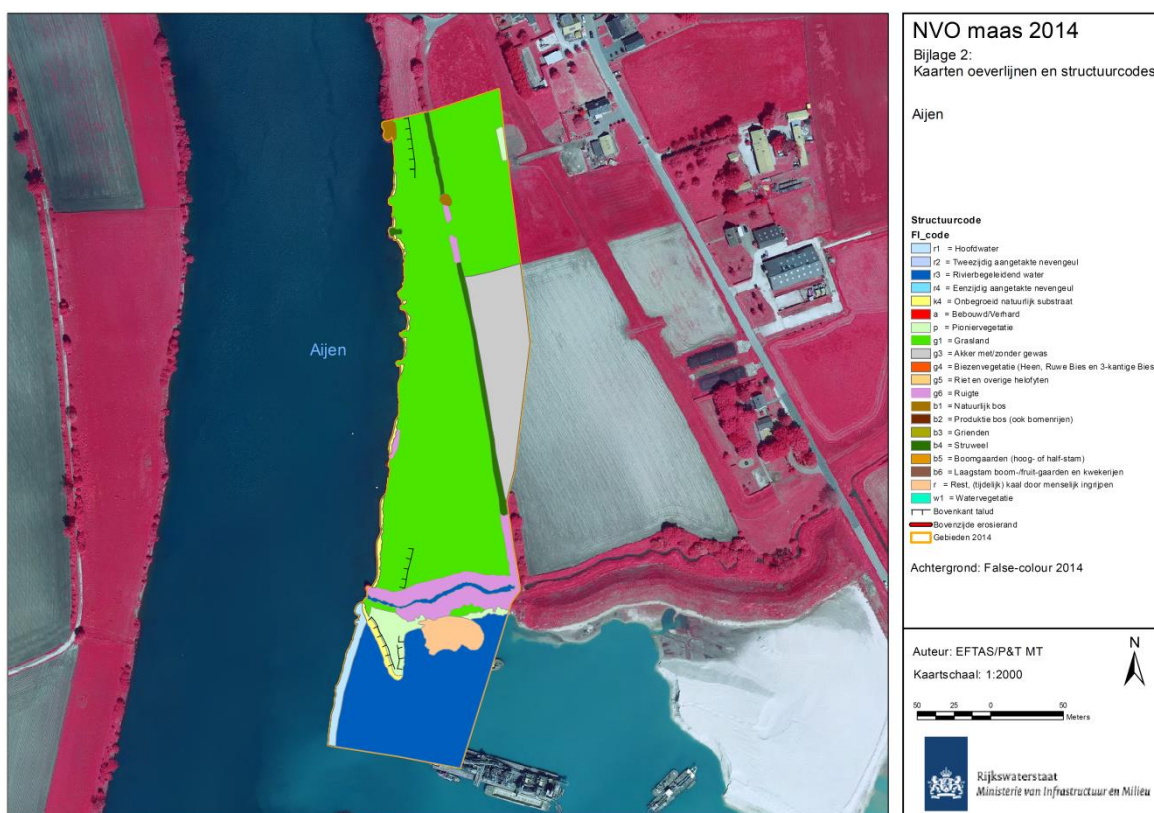 Aijen
NVO maas 2014
Bijlage 2:
Kaarten oeverlijnen en structuurcodes
Aijen
Structuurcode
FI_code
r1 = Hoofdwater
r2 = Tweezijdig aangetakte nevengeul
r3 = Rivierbegeleidend water
r4 = Eenzijdig aangetakte nevengeul
k4 = Onbegroeid natuurlijk substraat
a = Bebouwd/Verhard
p = Pioniervegetatie
g1 = Grasland
g3 = Akker met/zonder gewas
g4 = Biezenvegetatie (Heen, Ruwe Bies en 3-kantige Bies
g5 = Riet en overige helofyten
g6 = Ruigte
b1 = Natuurlijk bos
b2 = Produktie bos (ook bomenrijen)
b3 = Grienden
b4 = Struweel
b5 = Boomgaarden (hoog- of half-stam)
b6 = Laagstam boom-/fruit-gaarden en kwekerijen
r = Rest, (tijdelijk) kaal door menselijk ingrijpen
w1 = Watervegetatie
Bovenkant talud
Bovenzijde erosierand
Gebieden 2014
Achtergrond: False-colour 2014
Auteur: EFTAS/P&T MT
Kaartschaal: 1:2000
N
50 25 0 50
Meters
Rijkswaterstaat
Ministerie van Infrastructuur en Milieu